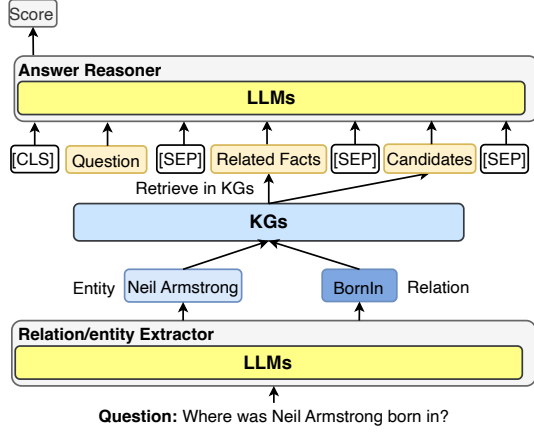 Score
Answer Reasoner
LLMs
[CLS] Question [SEP] Related Facts [SEP] Candidates [SEP]
Retrieve in KGs
KGs
Entity Neil Armstrong BornIn Relation
Relation/entity Extractor
LLMs
Question: Where was Neil Armstrong born in?